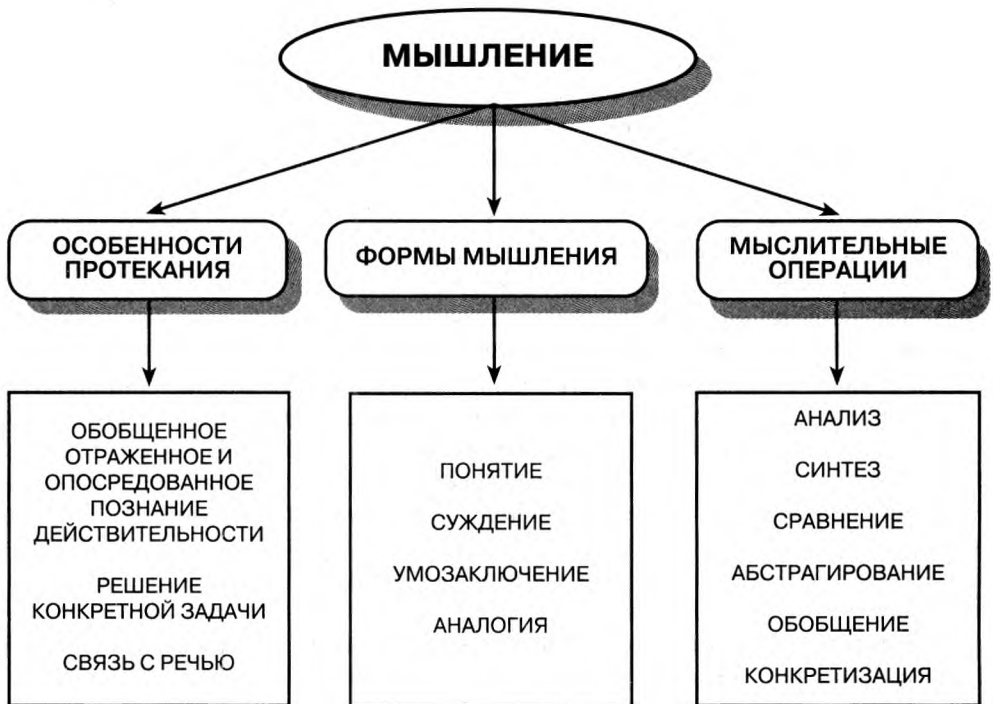 МЫШЛЕНИЕ
ОСОБЕННОСТИ
ПРОТЕКАНИЯ
ФОРМЫ МЫШЛЕНИЯ
МЫСЛИТЕЛЬНЫЕ
ОПЕРАЦИИ
ОБОБЩЕННОЕ
ОТРАЖЕННОЕ И
ОПОСРЕДОВАННОЕ
ПОЗНАНИЕ
ДЕЙСТВИТЕЛЬНОСТИ
РЕШЕНИЕ
КОНКРЕТНОЙ ЗАДАЧИ
СВЯЗЬ С РЕЧЬЮ
ПОНЯТИЕ
СУЖДЕНИЕ
УМОЗАКЛЮЧЕНИЕ
АНАЛОГИЯ
АНАЛИЗ
СИНТЕЗ
СРАВНЕНИЕ
АБСТРАГИРОВАНИЕ
ОБОБЩЕНИЕ
КОНКРЕТИЗАЦИЯ